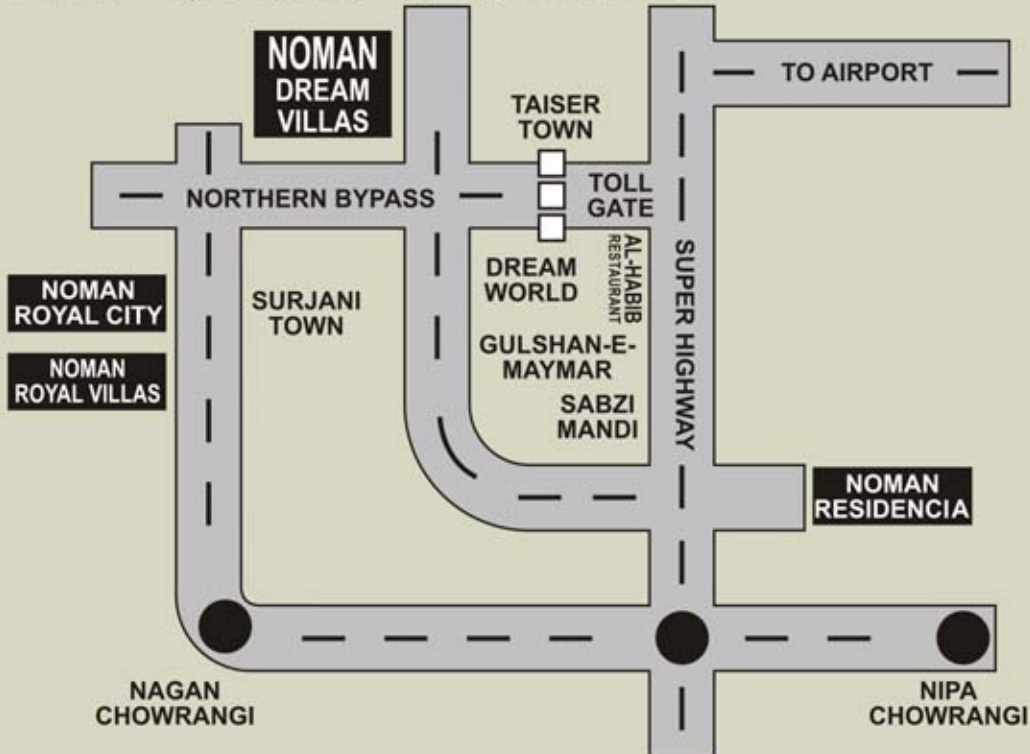 NOMAN
DREAM
VILLAS
TO AIRPORT
TAISER
TOWN
NORTHERN BYPASS
TOLL
GATE
SUPER HIGHWAY
AL-HABIB
RESTAURANT
DREAM
WORLD
NOMAN
ROYAL CITY
SURJANI
TOWN
GULSHAN-E-
MAYMAR
NOMAN
ROYAL VILLAS
SABZI
MANDI
NOMAN
RESIDENCIA
NAGAN
CHOWRANGI
NIPA
CHOWRANGI